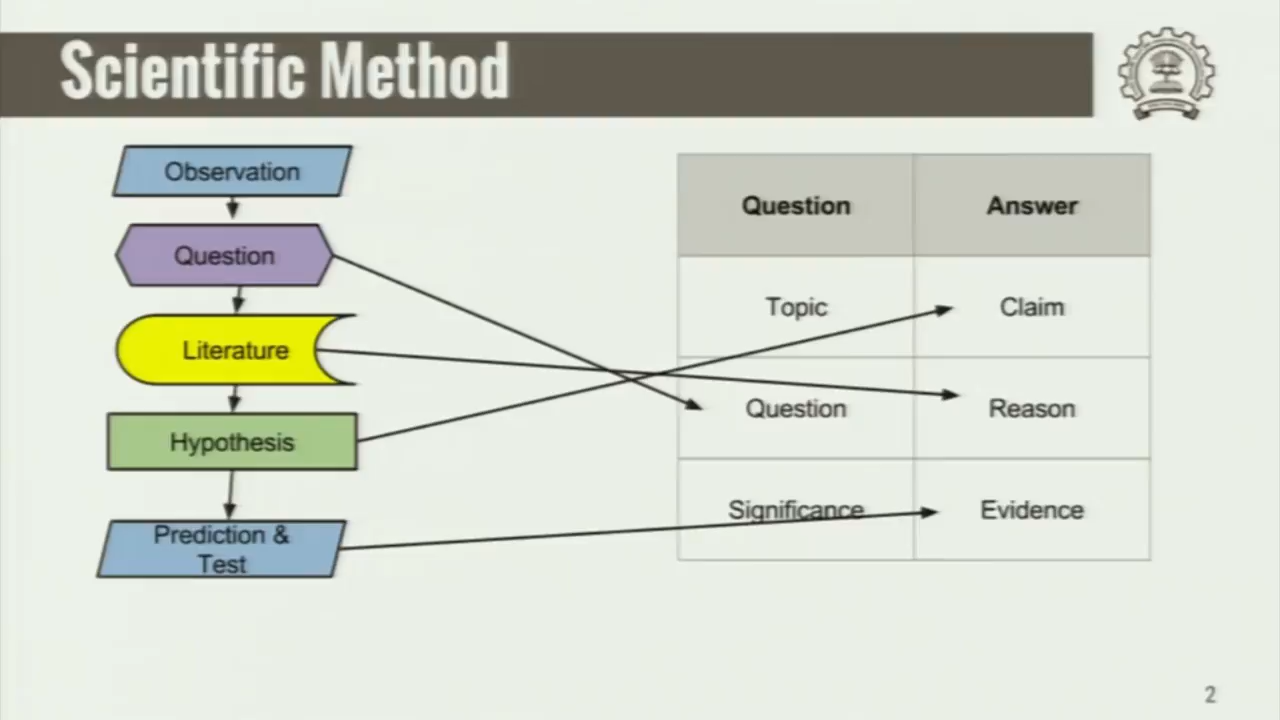 Scientific Method
Observation
Question
Literature
Hypothesis
Prediction &
Test
Question Answer
Topic Claim
Question Reason
Significance Evidence
2